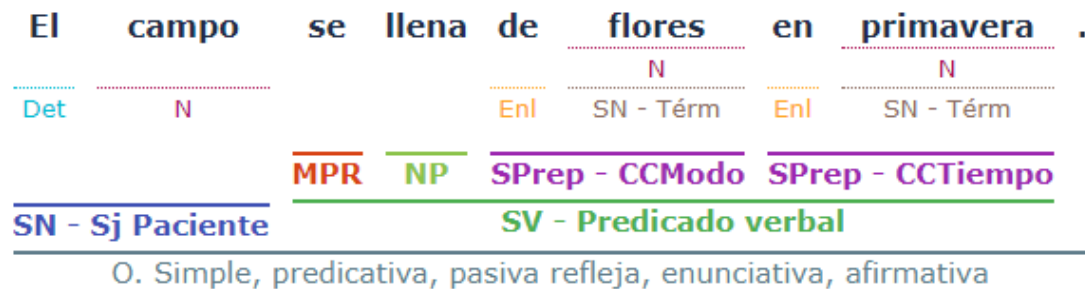 El campo se llena de flores en primavera .
N N
Det N Enl SN - Térm Enl SN - Térm
MPR NP SPrep - CCModo SPrep - CCTiempo
SN - Sj Paciente SV - Predicado verbal
O. Simple, predicativa, pasiva refleja, enunciativa, afirmativa